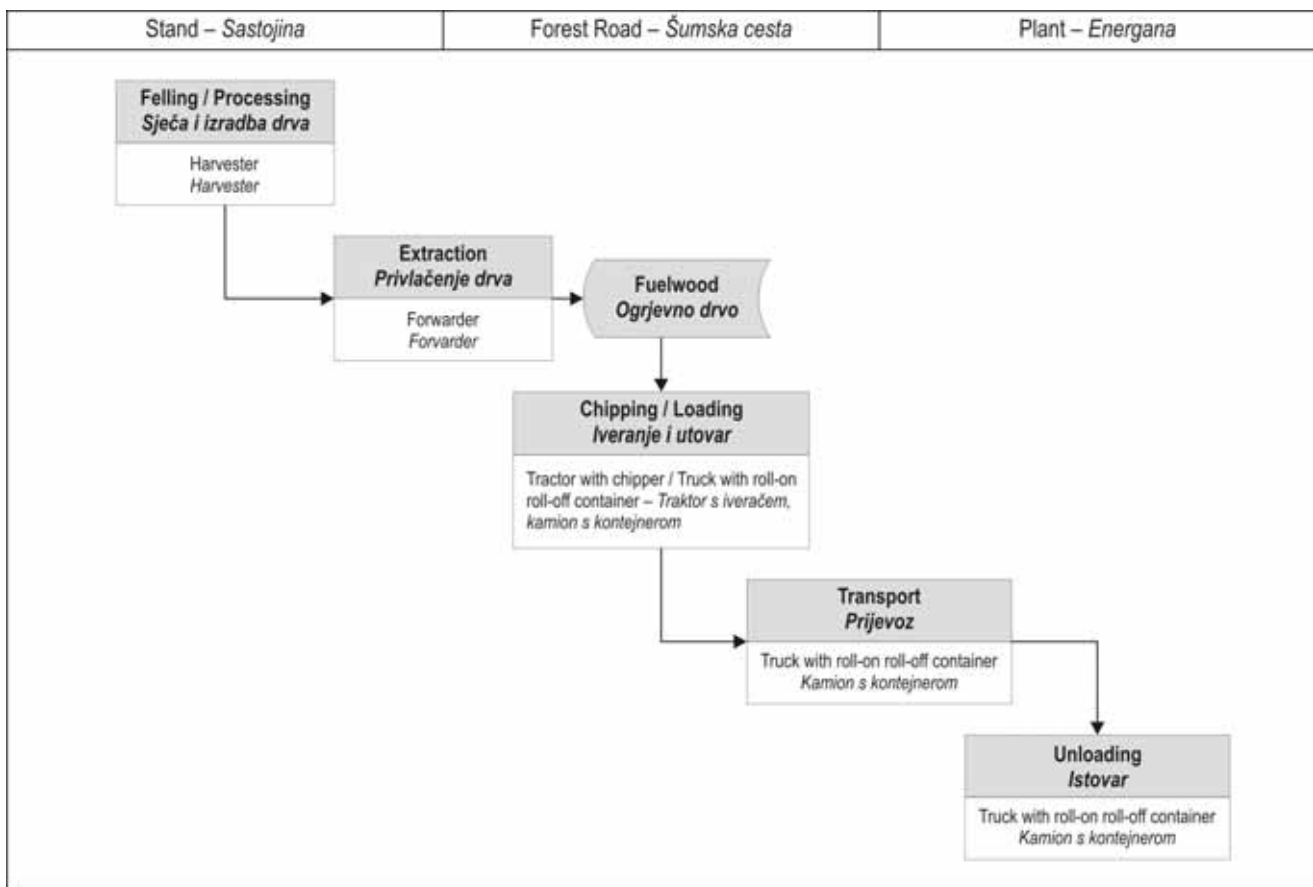 Stand – Sastojina
Forest Road – Šumska cesta
Plant – Energana
Felling / Processing
Sječa i izradba drva
Harvester
Harvester
Extraction
Privlačenje drva
Forwarder
Forvarder
Fuelwood
Ogrjevno drvo
Chipping / Loading
Iveranje i utovar
Tractor with chipper / Truck with roll-on
roll-off container – Traktor s iveračem,
kamion s kontejnerom
Transport
Prijevoz
Truck with roll-on roll-off container
Kamion s kontejnerom
Unloading
Istovar
Truck with roll-on roll-off container
Kamion s kontejnerom